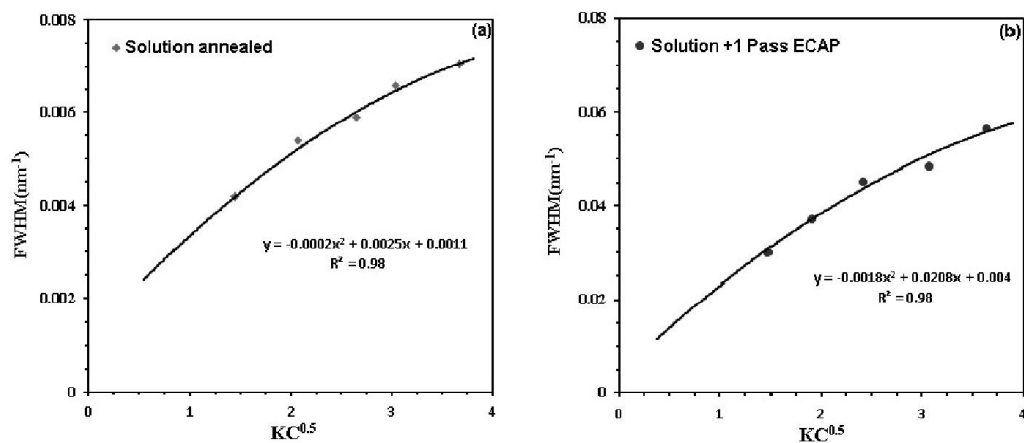 0.008
(a)
Solution annealed
0.006
FWHM(nm⁻¹)
0.004
y = -0.0002x² + 0.0025x + 0.0011
R² = 0.98
0.002
0
0 1 2 3 4
KC⁰·⁵
0.08
(b)
Solution +1 Pass ECAP
0.06
FWHM(nm⁻¹)
0.04
y = -0.0018x² + 0.0208x + 0.004
R² = 0.98
0.02
0
0 1 2 3 4
KC⁰·⁵